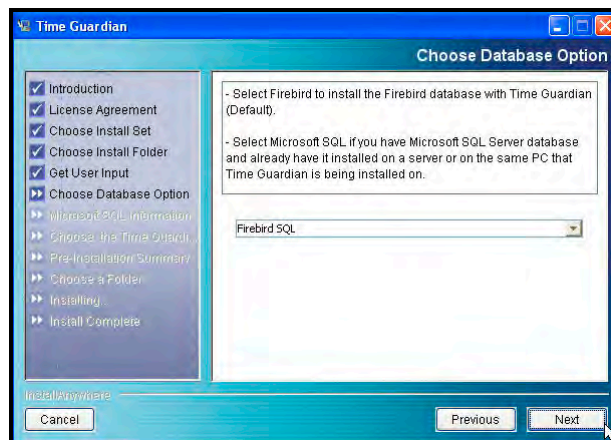 Time Guardian
Choose Database Option
Introduction
License Agreement
Choose Install Set
Choose Install Folder
Get User Input
Choose Database Option
Microsoft SQL Information
Choose the Time Guardi
Pre-Installation Summary
Choose a Folder
Installing...
Install Complete
- Select Firebird to install the Firebird database with Time Guardian
(Default).
- Select Microsoft SQL if you have Microsoft SQL Server database
and already have it installed on a server or on the same PC that
Time Guardian is being installed on.
Firebird SQL
InstallAnywhere
Cancel
Previous
Next